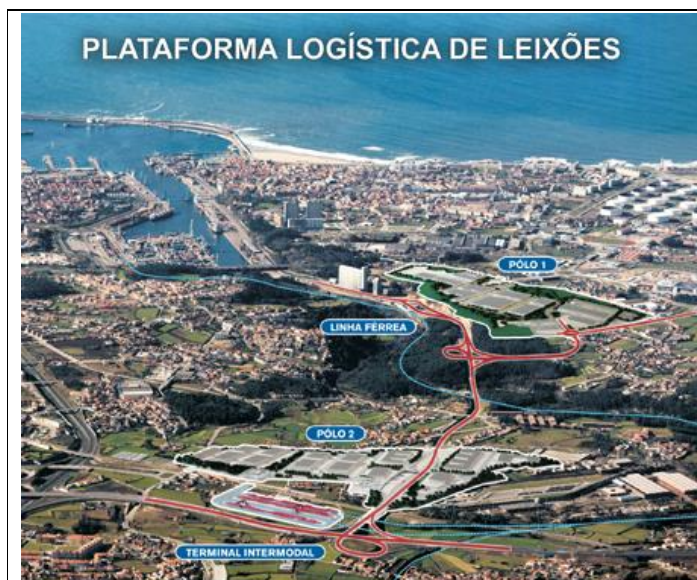 PLATAFORMA LOGÍSTICA DE LEIXÕES
PÓLO 1
LINHA FÉRREA
PÓLO 2
TERMINAL INTERMODAL